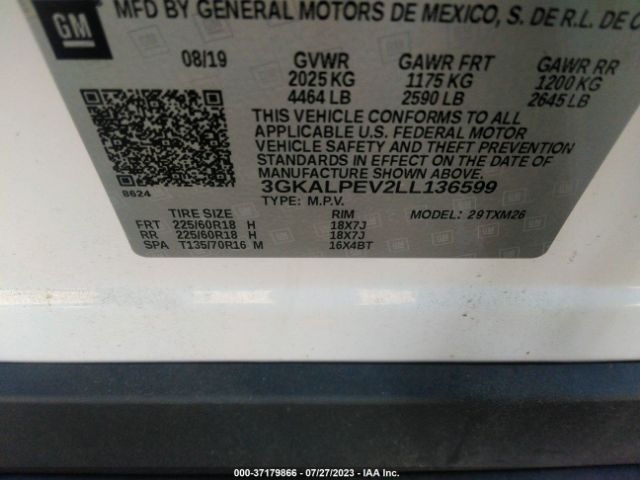 GM
MFD BY GENERAL MOTORS DE MEXICO, S. DE R.L. DE C
08/19 GVWR GAWR FRT GAWR RR
2025 KG 1175 KG 1200 KG
4464 LB 2590 LB 2645 LB
THIS VEHICLE CONFORMS TO ALL
APPLICABLE U.S. FEDERAL MOTOR
VEHICLE SAFETY AND THEFT PREVENTION
STANDARDS IN EFFECT ON THE DATE OF
MANUFACTURE SHOWN ABOVE.
8624 3GKALPEV2LL136599
TYPE: M.P.V.
TIRE SIZE RIM MODEL: 29TXM26
FRT 225/60R18 H 18X7J
RR 225/60R18 H 18X7J
SPA T135/70R16 M 16X4BT
000-37179866 - 07/27/2023 - IAA Inc.